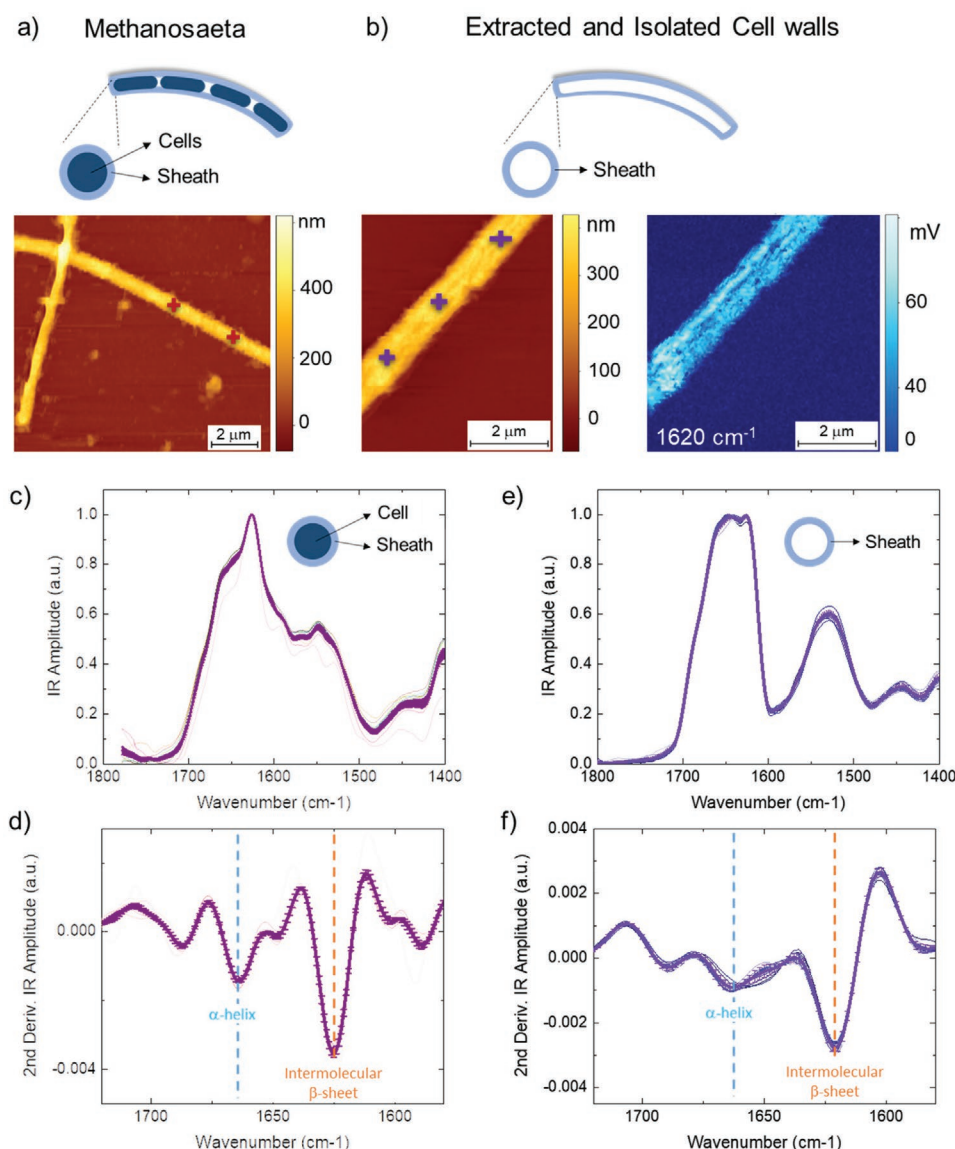 a) Methanosaeta
b) Extracted and Isolated Cell walls
Cells
Sheath
Sheath
nm
400
200
0
2 μm
nm
300
200
100
0
2 μm
mV
60
40
0
1620 cm-1
2 μm
c)
Cell
Sheath
IR Amplitude (a.u.)
1.0
0.8
0.6
0.4
0.2
0.0
1800 1700 1600 1500 1400
Wavenumber (cm-1)
e)
Sheath
IR Amplitude (a.u.)
1.0
0.8
0.6
0.4
0.2
0.0
1800 1700 1600 1500 1400
Wavenumber (cm-1)
d)
2nd Deriv. IR Amplitude (a.u.)
0.000
-0.004
α-helix
Intermolecular
β-sheet
1700 1650 1600
Wavenumber (cm-1)
f)
2nd Deriv. IR Amplitude (a.u.)
0.004
0.002
0.000
-0.002
-0.004
α-helix
Intermolecular
β-sheet
1700 1650 1600
Wavenumber (cm-1)